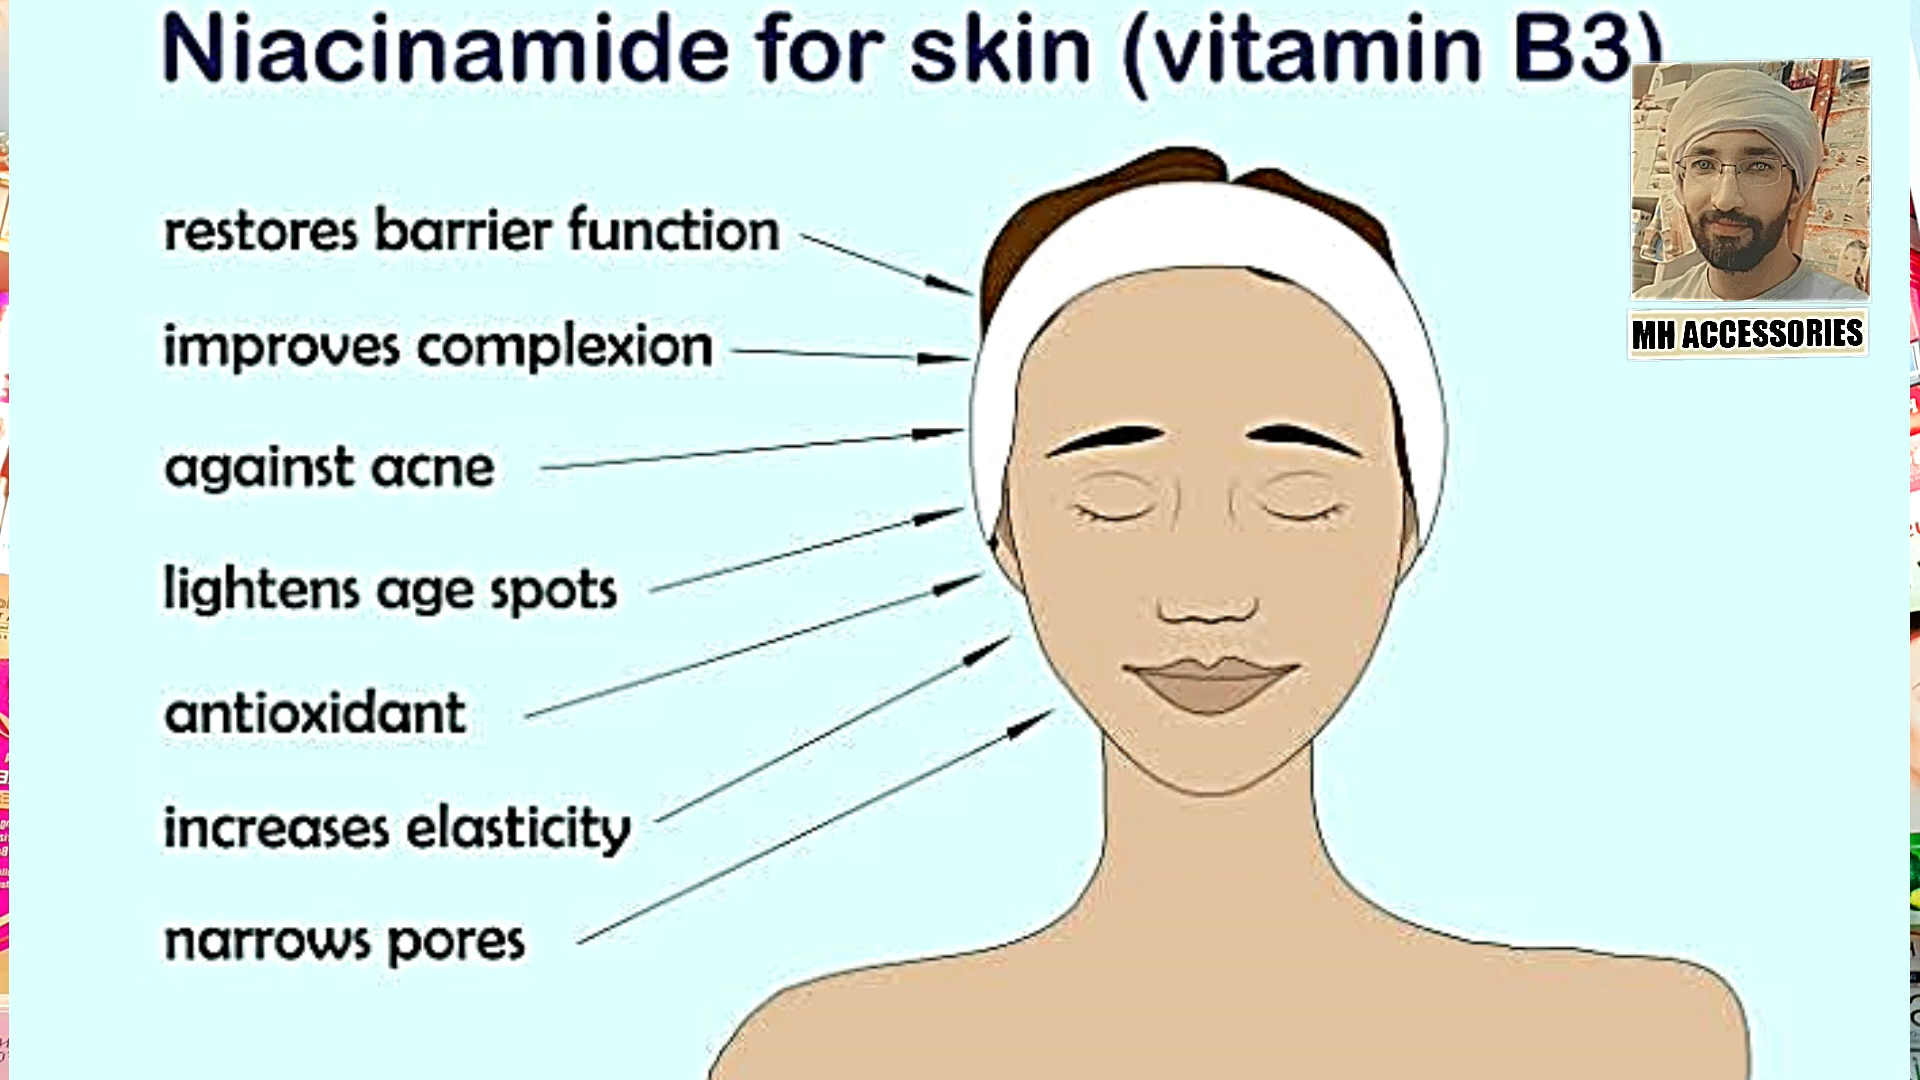 Niacinamide for skin (vitamin B3)
restores barrier function
improves complexion
against acne
lightens age spots
antioxidant
increases elasticity
narrows pores
MH ACCESSORIES